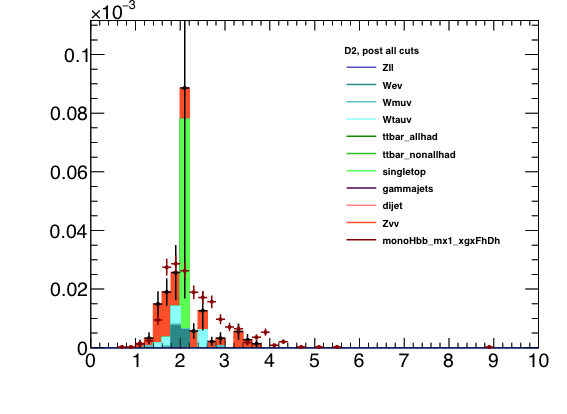 ×10⁻³
D2, post all cuts
Zll
Wev
Wmuv
Wtauv
ttbar_allhad
ttbar_nonallhad
singletop
gammajets
dijet
Zvv
monoHbb_mx1_xgxFhDh
0.1
0.08
0.06
0.04
0.02
0
0 1 2 3 4 5 6 7 8 9 10